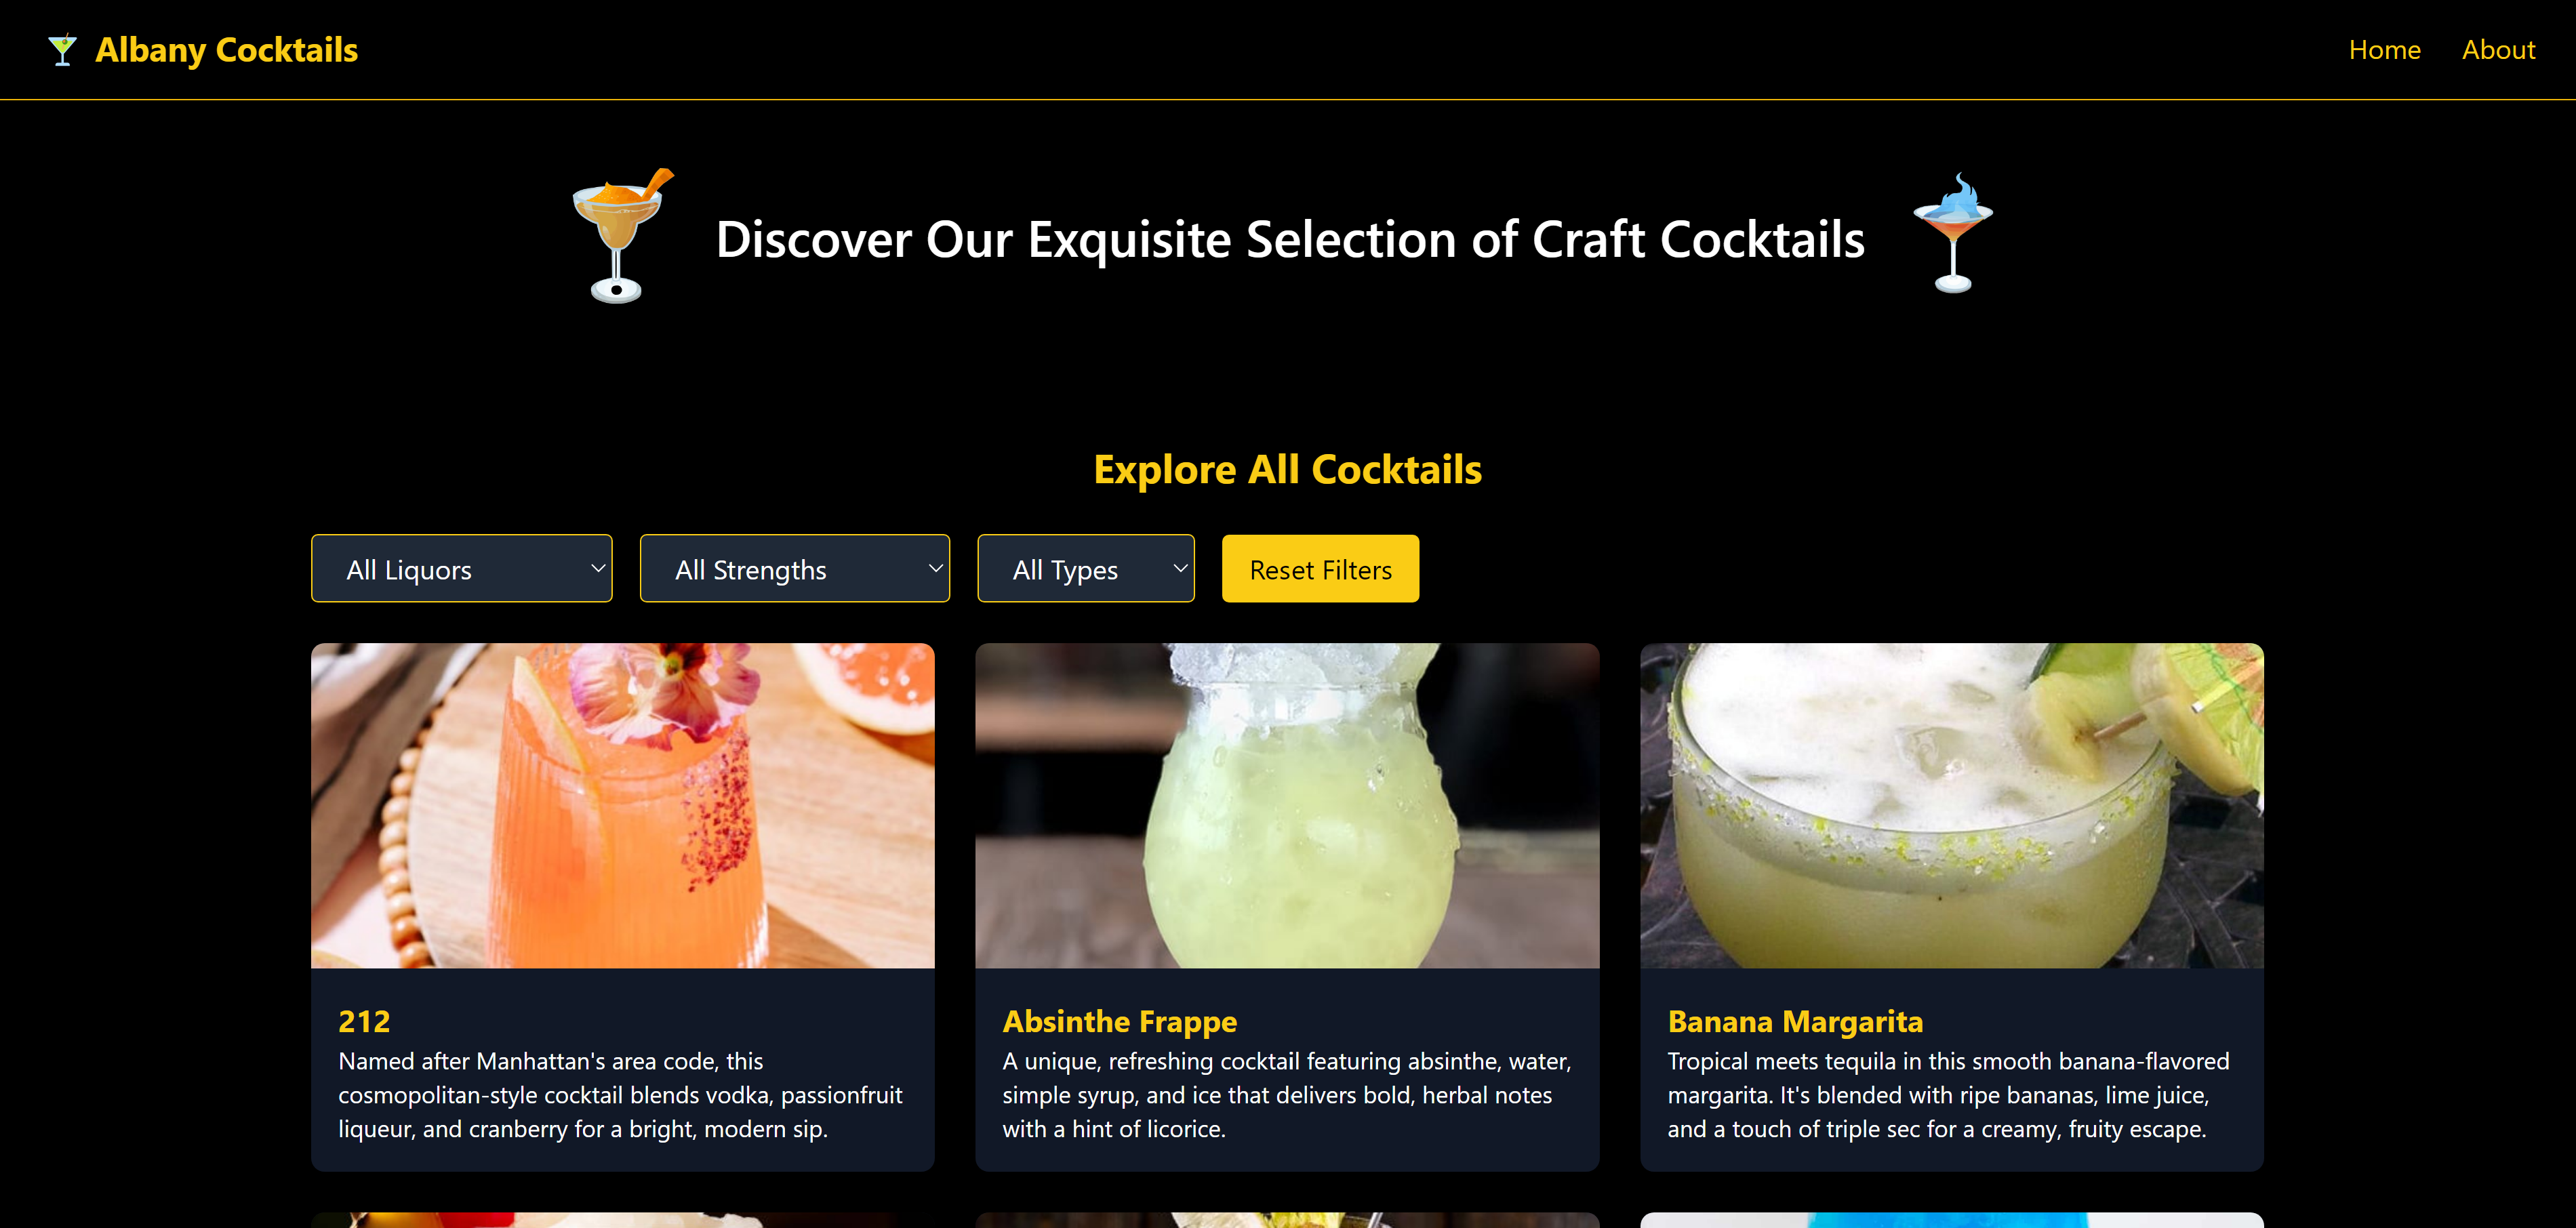 Albany Cocktails
Home
About
Discover Our Exquisite Selection of Craft Cocktails
Explore All Cocktails
All Liquors
All Strengths
All Types
Reset Filters
212
Named after Manhattan's area code, this
cosmopolitan-style cocktail blends vodka, passionfruit
liqueur, and cranberry for a bright, modern sip.
Absinthe Frappe
A unique, refreshing cocktail featuring absinthe, water,
simple syrup, and ice that delivers bold, herbal notes
with a hint of licorice.
Banana Margarita
Tropical meets tequila in this smooth banana-flavored
margarita. It's blended with ripe bananas, lime juice,
and a touch of triple sec for a creamy, fruity escape.